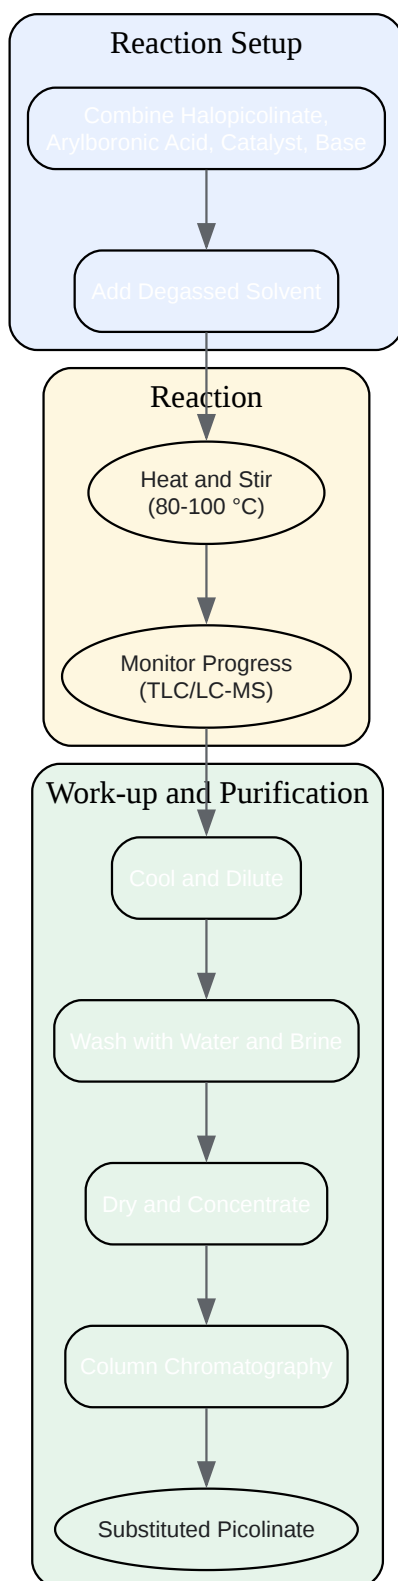 Reaction Setup
Combine Halopicolinate,
Arylboronic Acid, Catalyst, Base
Add Degassed Solvent
Reaction
Heat and Stir
(80-100 °C)
Monitor Progress
(TLC/LC-MS)
Work-up and Purification
Cool and Dilute
Wash with Water and Brine
Dry and Concentrate
Column Chromatography
Substituted Picolinate